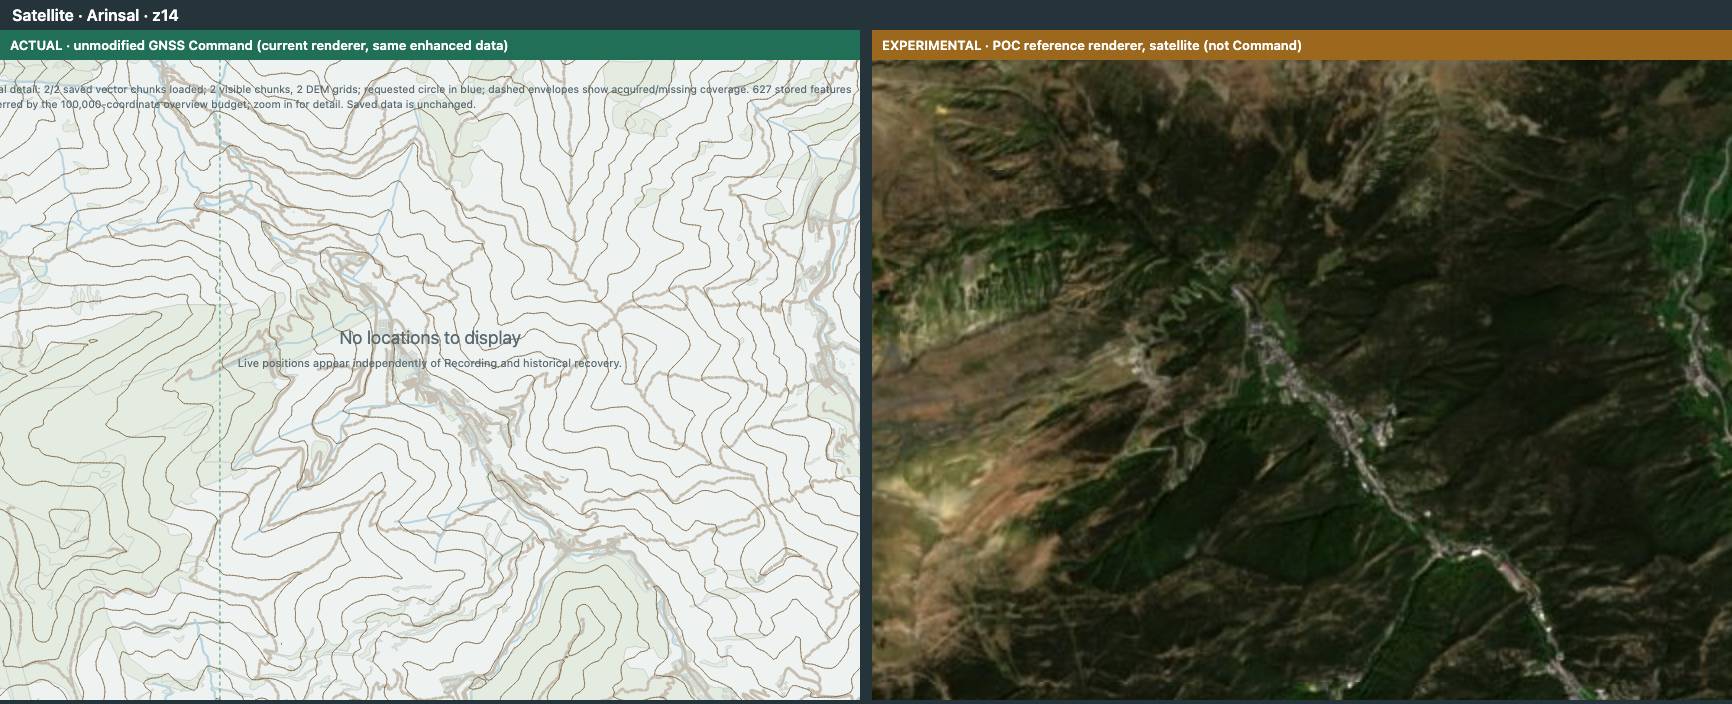 Satellite · Arinsal · z14
ACTUAL · unmodified GNSS Command (current renderer, same enhanced data)
EXPERIMENTAL · POC reference renderer, satellite (not Command)
al detail: 2/2 saved vector chunks loaded; 2 visible chunks, 2 DEM grids; requested circle in blue; dashed envelopes show acquired/missing coverage. 627 stored features
rred by the 100,000-coordinate overview budget; zoom in for detail. Saved data is unchanged.
No locations to display
Live positions appear independently of Recording and historical recovery.